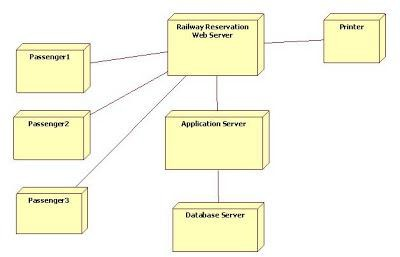 Railway Reservation
Web Server
Printer
Passenger1
Passenger2
Application Server
Passenger3
Database Server